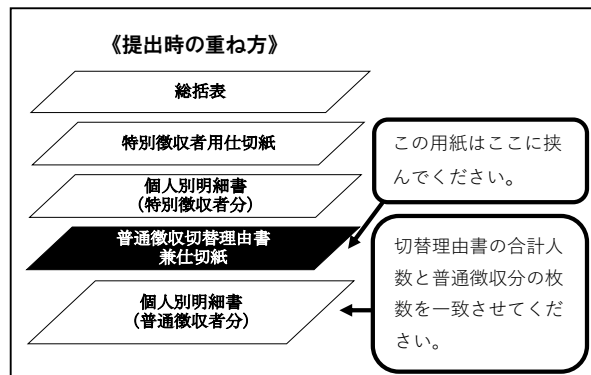 《提出時の重ね方》
総括表
特別徴収者用仕切紙
個人別明細書
(特別徴収者分)
普通徴収切替理由書
兼仕切紙
個人別明細書
(普通徴収者分)
この用紙はここに挟
んでください。
切替理由書の合計人
数と普通徴収分の枚
数を一致させてくだ
さい。